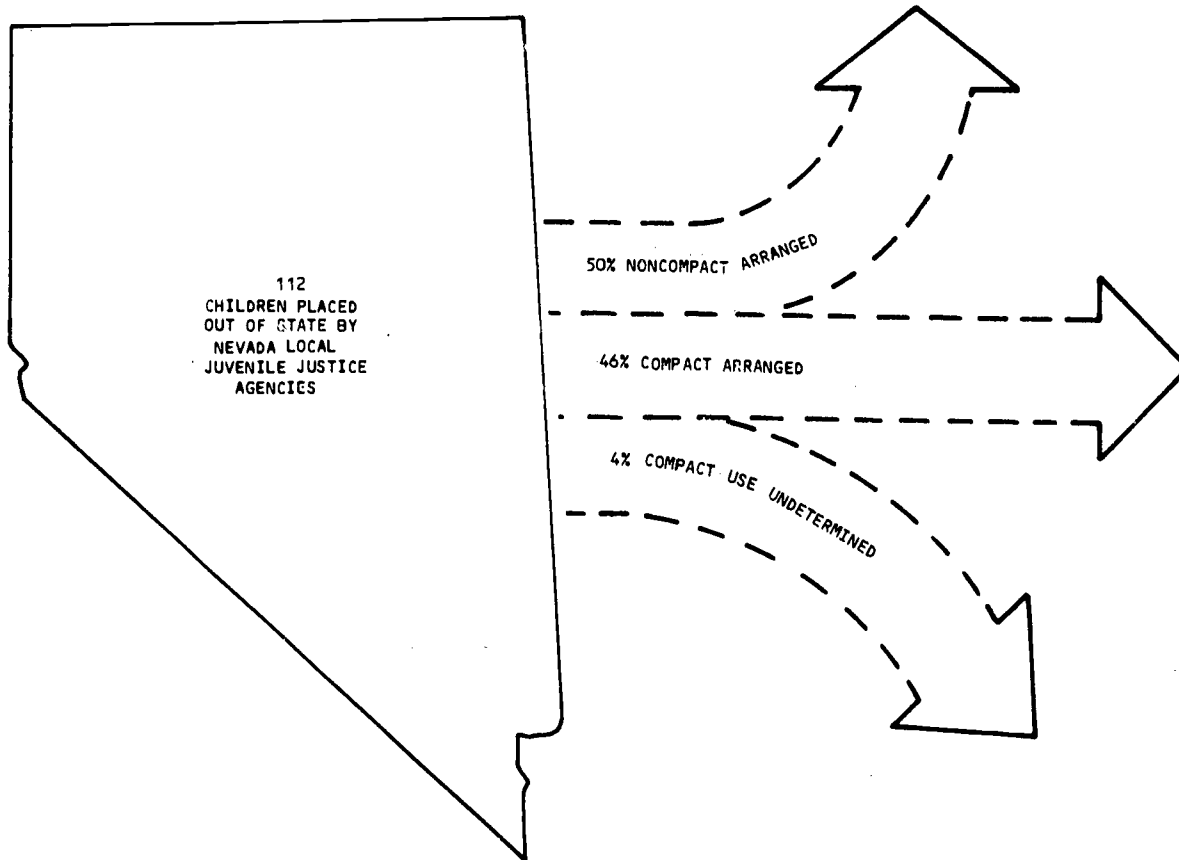 112
CHILDREN PLACED
OUT OF STATE BY
NEVADA LOCAL
JUVENILE JUSTICE
AGENCIES
50% NONCOMPACT ARRANGED
46% COMPACT ARRANGED
4% COMPACT USE UNDETERMINED